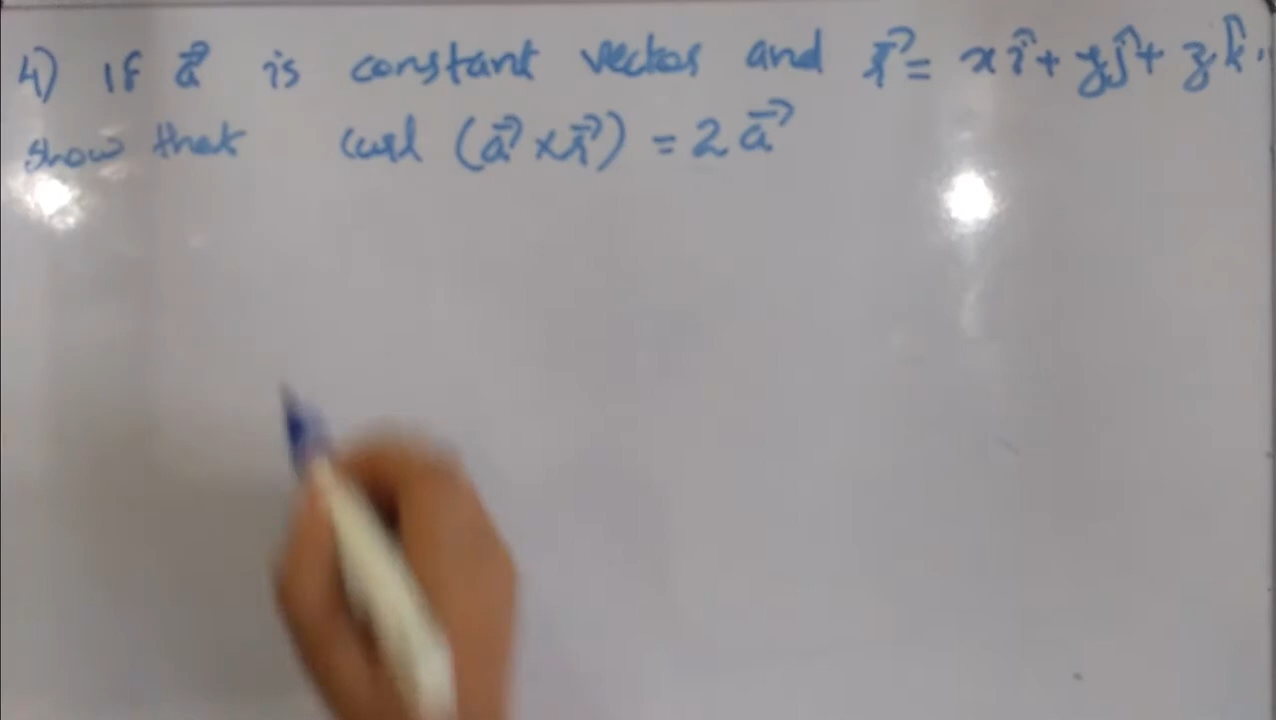 4) If a⃗ is constant vector and r⃗ = xî + yĵ + zk̂.
show that curl (a⃗ × r⃗) = 2a⃗